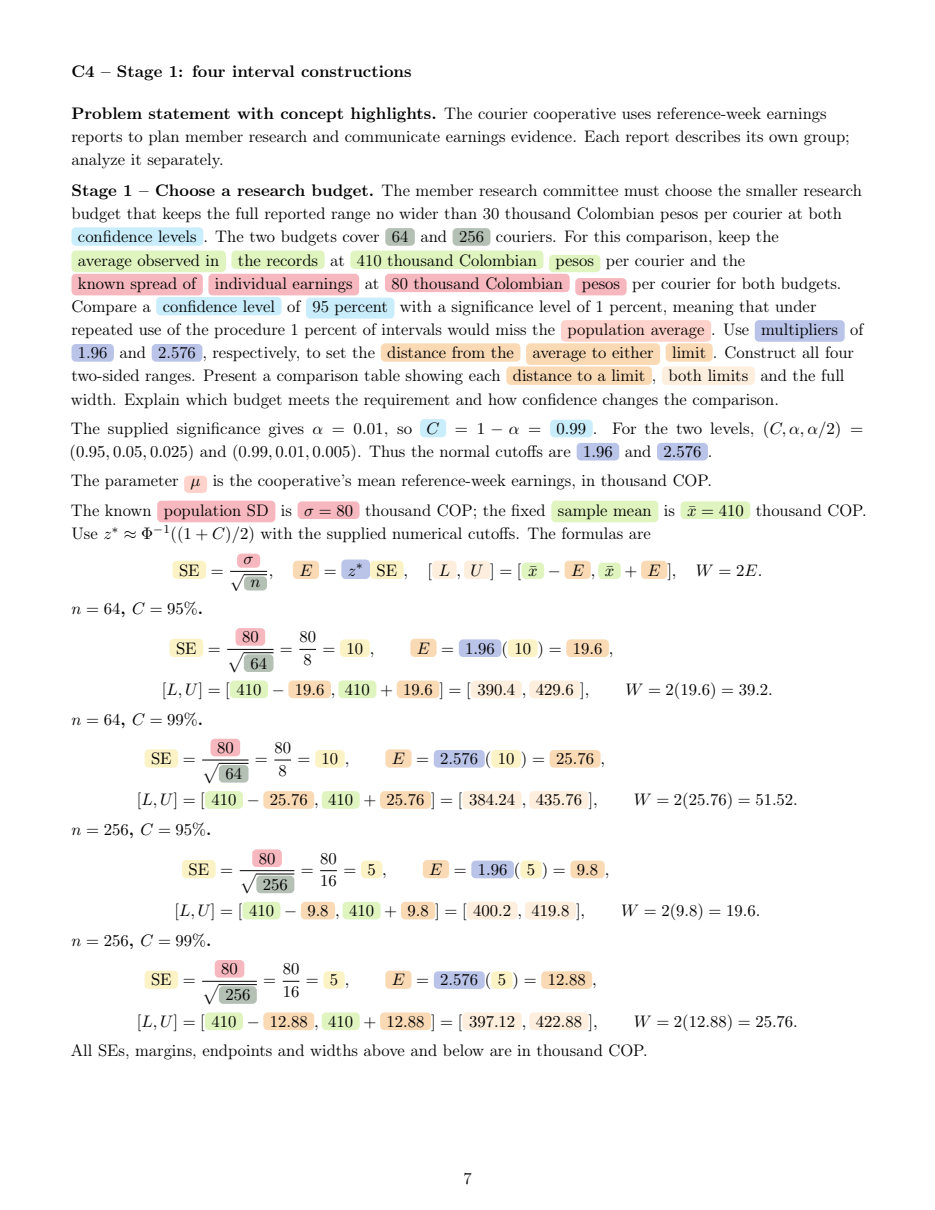 C4 – Stage 1: four interval constructions
Problem statement with concept highlights. The courier cooperative uses reference-week earnings
reports to plan member research and communicate earnings evidence. Each report describes its own group;
analyze it separately.
Stage 1 – Choose a research budget. The member research committee must choose the smaller research
budget that keeps the full reported range no wider than 30 thousand Colombian pesos per courier at both
confidence levels . The two budgets cover 64 and 256 couriers. For this comparison, keep the
average observed in the records at 410 thousand Colombian pesos per courier and the
known spread of individual earnings at 80 thousand Colombian pesos per courier for both budgets.
Compare a confidence level of 95 percent with a significance level of 1 percent, meaning that under
repeated use of the procedure 1 percent of intervals would miss the population average . Use multipliers of
1.96 and 2.576 , respectively, to set the distance from the average to either limit . Construct all four
two-sided ranges. Present a comparison table showing each distance to a limit , both limits and the full
width. Explain which budget meets the requirement and how confidence changes the comparison.
The supplied significance gives α = 0.01, so C = 1 − α = 0.99 . For the two levels, (C, α, α/2) =
(0.95, 0.05, 0.025) and (0.99, 0.01, 0.005). Thus the normal cutoffs are 1.96 and 2.576 .
The parameter μ is the cooperative's mean reference-week earnings, in thousand COP.
The known population SD is σ = 80 thousand COP; the fixed sample mean is x̄ = 410 thousand COP.
Use z* ≈ Φ⁻¹((1 + C)/2) with the supplied numerical cutoffs. The formulas are
SE = σ/√n , E = z* SE , [ L , U ] = [ x̄ − E , x̄ + E ], W = 2E.
n = 64, C = 95%.
SE = 80/√64 = 80/8 = 10 , E = 1.96 ( 10 ) = 19.6 ,
[L, U] = [ 410 − 19.6 , 410 + 19.6 ] = [ 390.4 , 429.6 ], W = 2(19.6) = 39.2.
n = 64, C = 99%.
SE = 80/√64 = 80/8 = 10 , E = 2.576 ( 10 ) = 25.76 ,
[L, U] = [ 410 − 25.76 , 410 + 25.76 ] = [ 384.24 , 435.76 ], W = 2(25.76) = 51.52.
n = 256, C = 95%.
SE = 80/√256 = 80/16 = 5 , E = 1.96 ( 5 ) = 9.8 ,
[L, U] = [ 410 − 9.8 , 410 + 9.8 ] = [ 400.2 , 419.8 ], W = 2(9.8) = 19.6.
n = 256, C = 99%.
SE = 80/√256 = 80/16 = 5 , E = 2.576 ( 5 ) = 12.88 ,
[L, U] = [ 410 − 12.88 , 410 + 12.88 ] = [ 397.12 , 422.88 ], W = 2(12.88) = 25.76.
All SEs, margins, endpoints and widths above and below are in thousand COP.
7